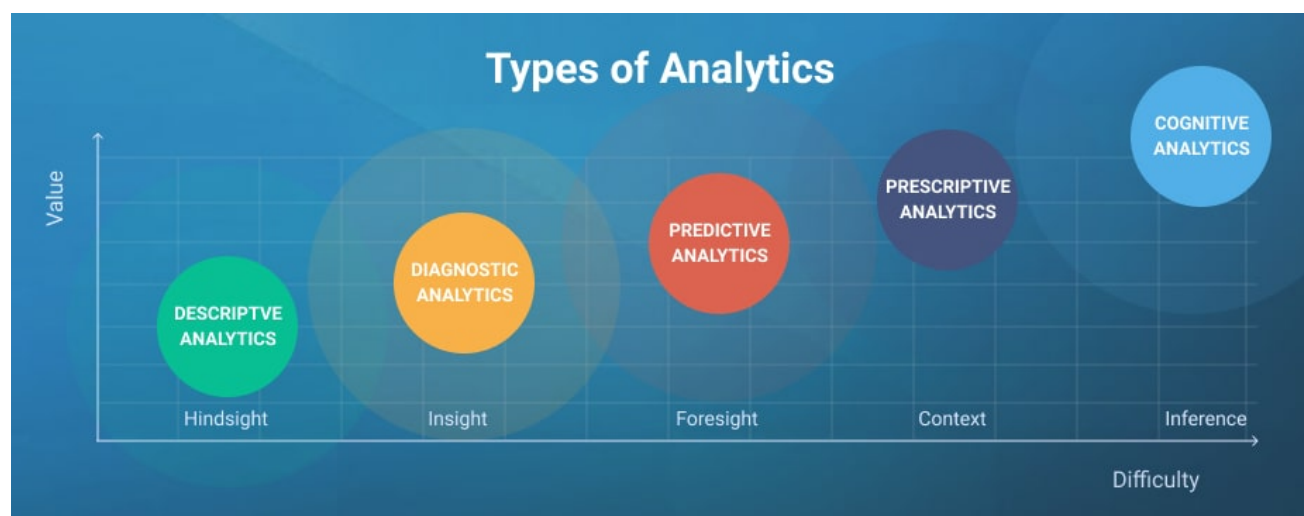 Types of Analytics
Value
COGNITIVE
ANALYTICS
PRESCRIPTIVE
ANALYTICS
PREDICTIVE
ANALYTICS
DIAGNOSTIC
ANALYTICS
DESCRIPTVE
ANALYTICS
Hindsight
Insight
Foresight
Context
Inference
Difficulty